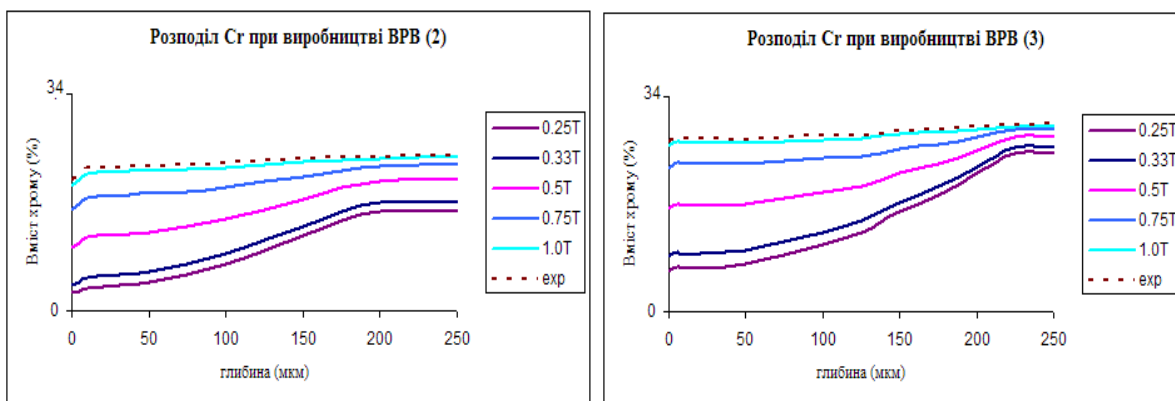 Розподіл Cr при виробництві ВРВ (2)
34
0
Вміст хрому (%)
0 50 100 150 200 250
глибина (мкм)
0.25T
0.33T
0.5T
0.75T
1.0T
exp
Розподіл Cr при виробництві ВРВ (3)
34
0
Вміст хрому (%)
0 50 100 150 200 250
глибина (мкм)
0.25T
0.33T
0.5T
0.75T
1.0T
exp